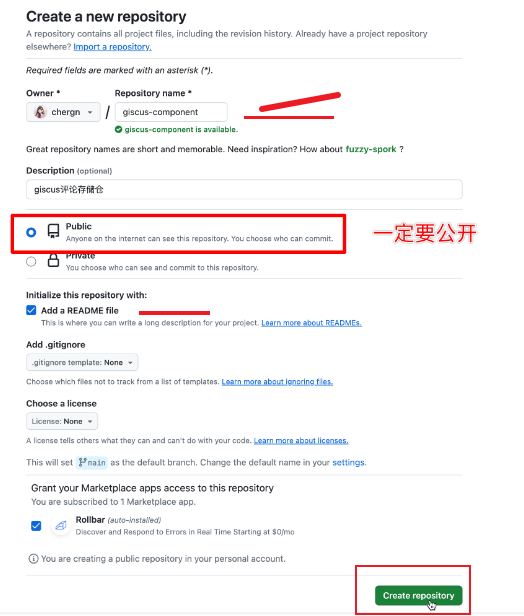 Create a new repository
A repository contains all project files, including the revision history. Already have a project repository
elsewhere? Import a repository.
Required fields are marked with an asterisk (*).
Owner *
Repository name *
chergn
/
giscus-component
giscus-component is available.
Great repository names are short and memorable. Need inspiration? How about fuzzy-spork ?
Description (optional)
giscus评论存储仓
Public
Anyone on the internet can see this repository. You choose who can commit.
一定要公开
Private
You choose who can see and commit to this repository.
Initialize this repository with:
Add a README file
This is where you can write a long description for your project. Learn more about READMEs.
Add .gitignore
.gitignore template: None
Choose which files not to track from a list of templates. Learn more about ignoring files.
Choose a license
License: None
A license tells others what they can and can't do with your code. Learn more about licenses.
This will set main as the default branch. Change the default name in your settings.
Grant your Marketplace apps access to this repository
You are subscribed to 1 Marketplace app.
Rollbar (auto-installed)
Discover and Respond to Errors in Real Time Starting at $0/mo
You are creating a public repository in your personal account.
Create repository